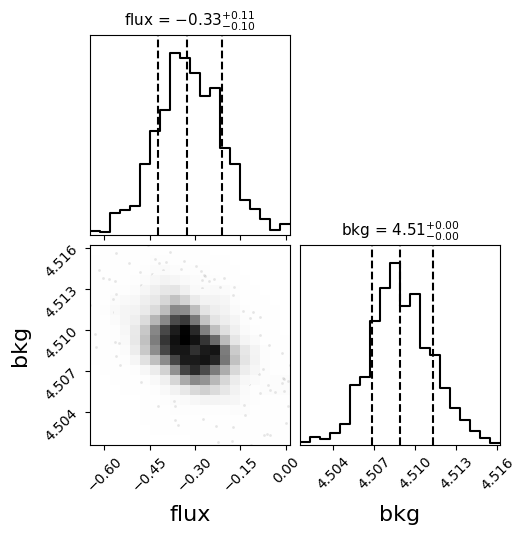 flux = −0.33 +0.11 −0.10
bkg = 4.51 +0.00 −0.00
bkg
4.516
4.513
4.510
4.507
4.504
−0.60 −0.45 −0.30 −0.15 0.00
flux
4.504 4.507 4.510 4.513 4.516
bkg